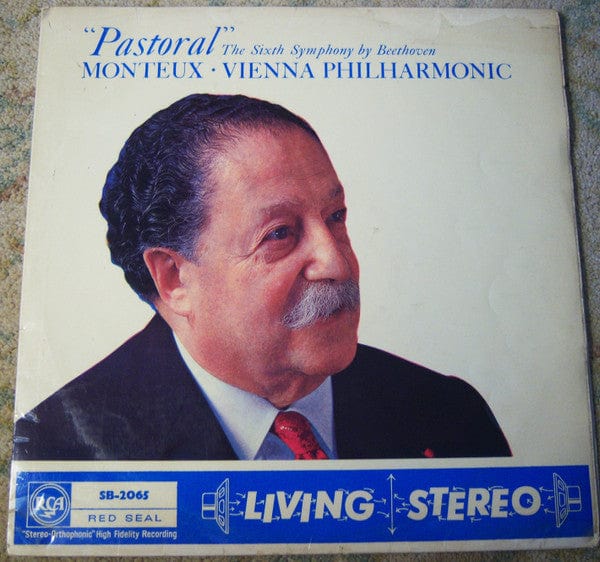 "Pastoral" The Sixth Symphony by Beethoven
MONTEUX · VIENNA PHILHARMONIC
RCA
SB-2065
RED SEAL
"Stereo-Orthophonic" High Fidelity Recording
LIVING STEREO